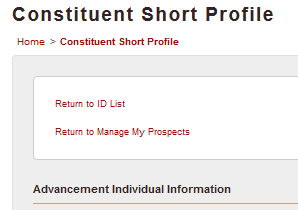 Constituent Short Profile
Home > Constituent Short Profile
Return to ID List
Return to Manage My Prospects
Advancement Individual Information